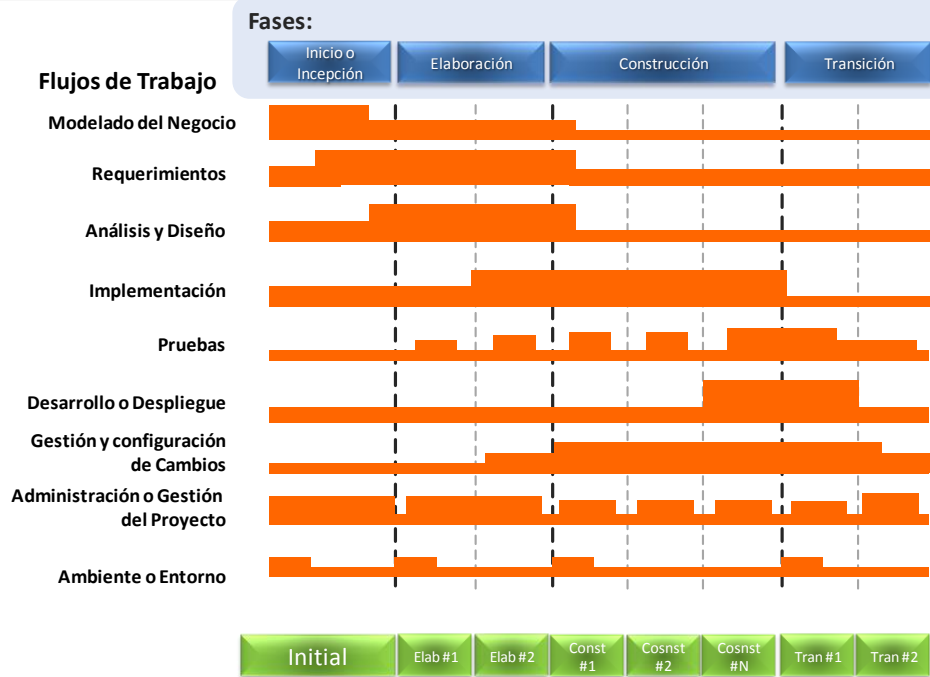 Fases:
Inicio o
Incepción
Elaboración
Construcción
Transición
Flujos de Trabajo
Modelado del Negocio
Requerimientos
Análisis y Diseño
Implementación
Pruebas
Desarrollo o Despliegue
Gestión y configuración
de Cambios
Administración o Gestión
del Proyecto
Ambiente o Entorno
Initial
Elab #1
Elab #2
Const
#1
Cosnst
#2
Cosnst
#N
Tran #1
Tran #2